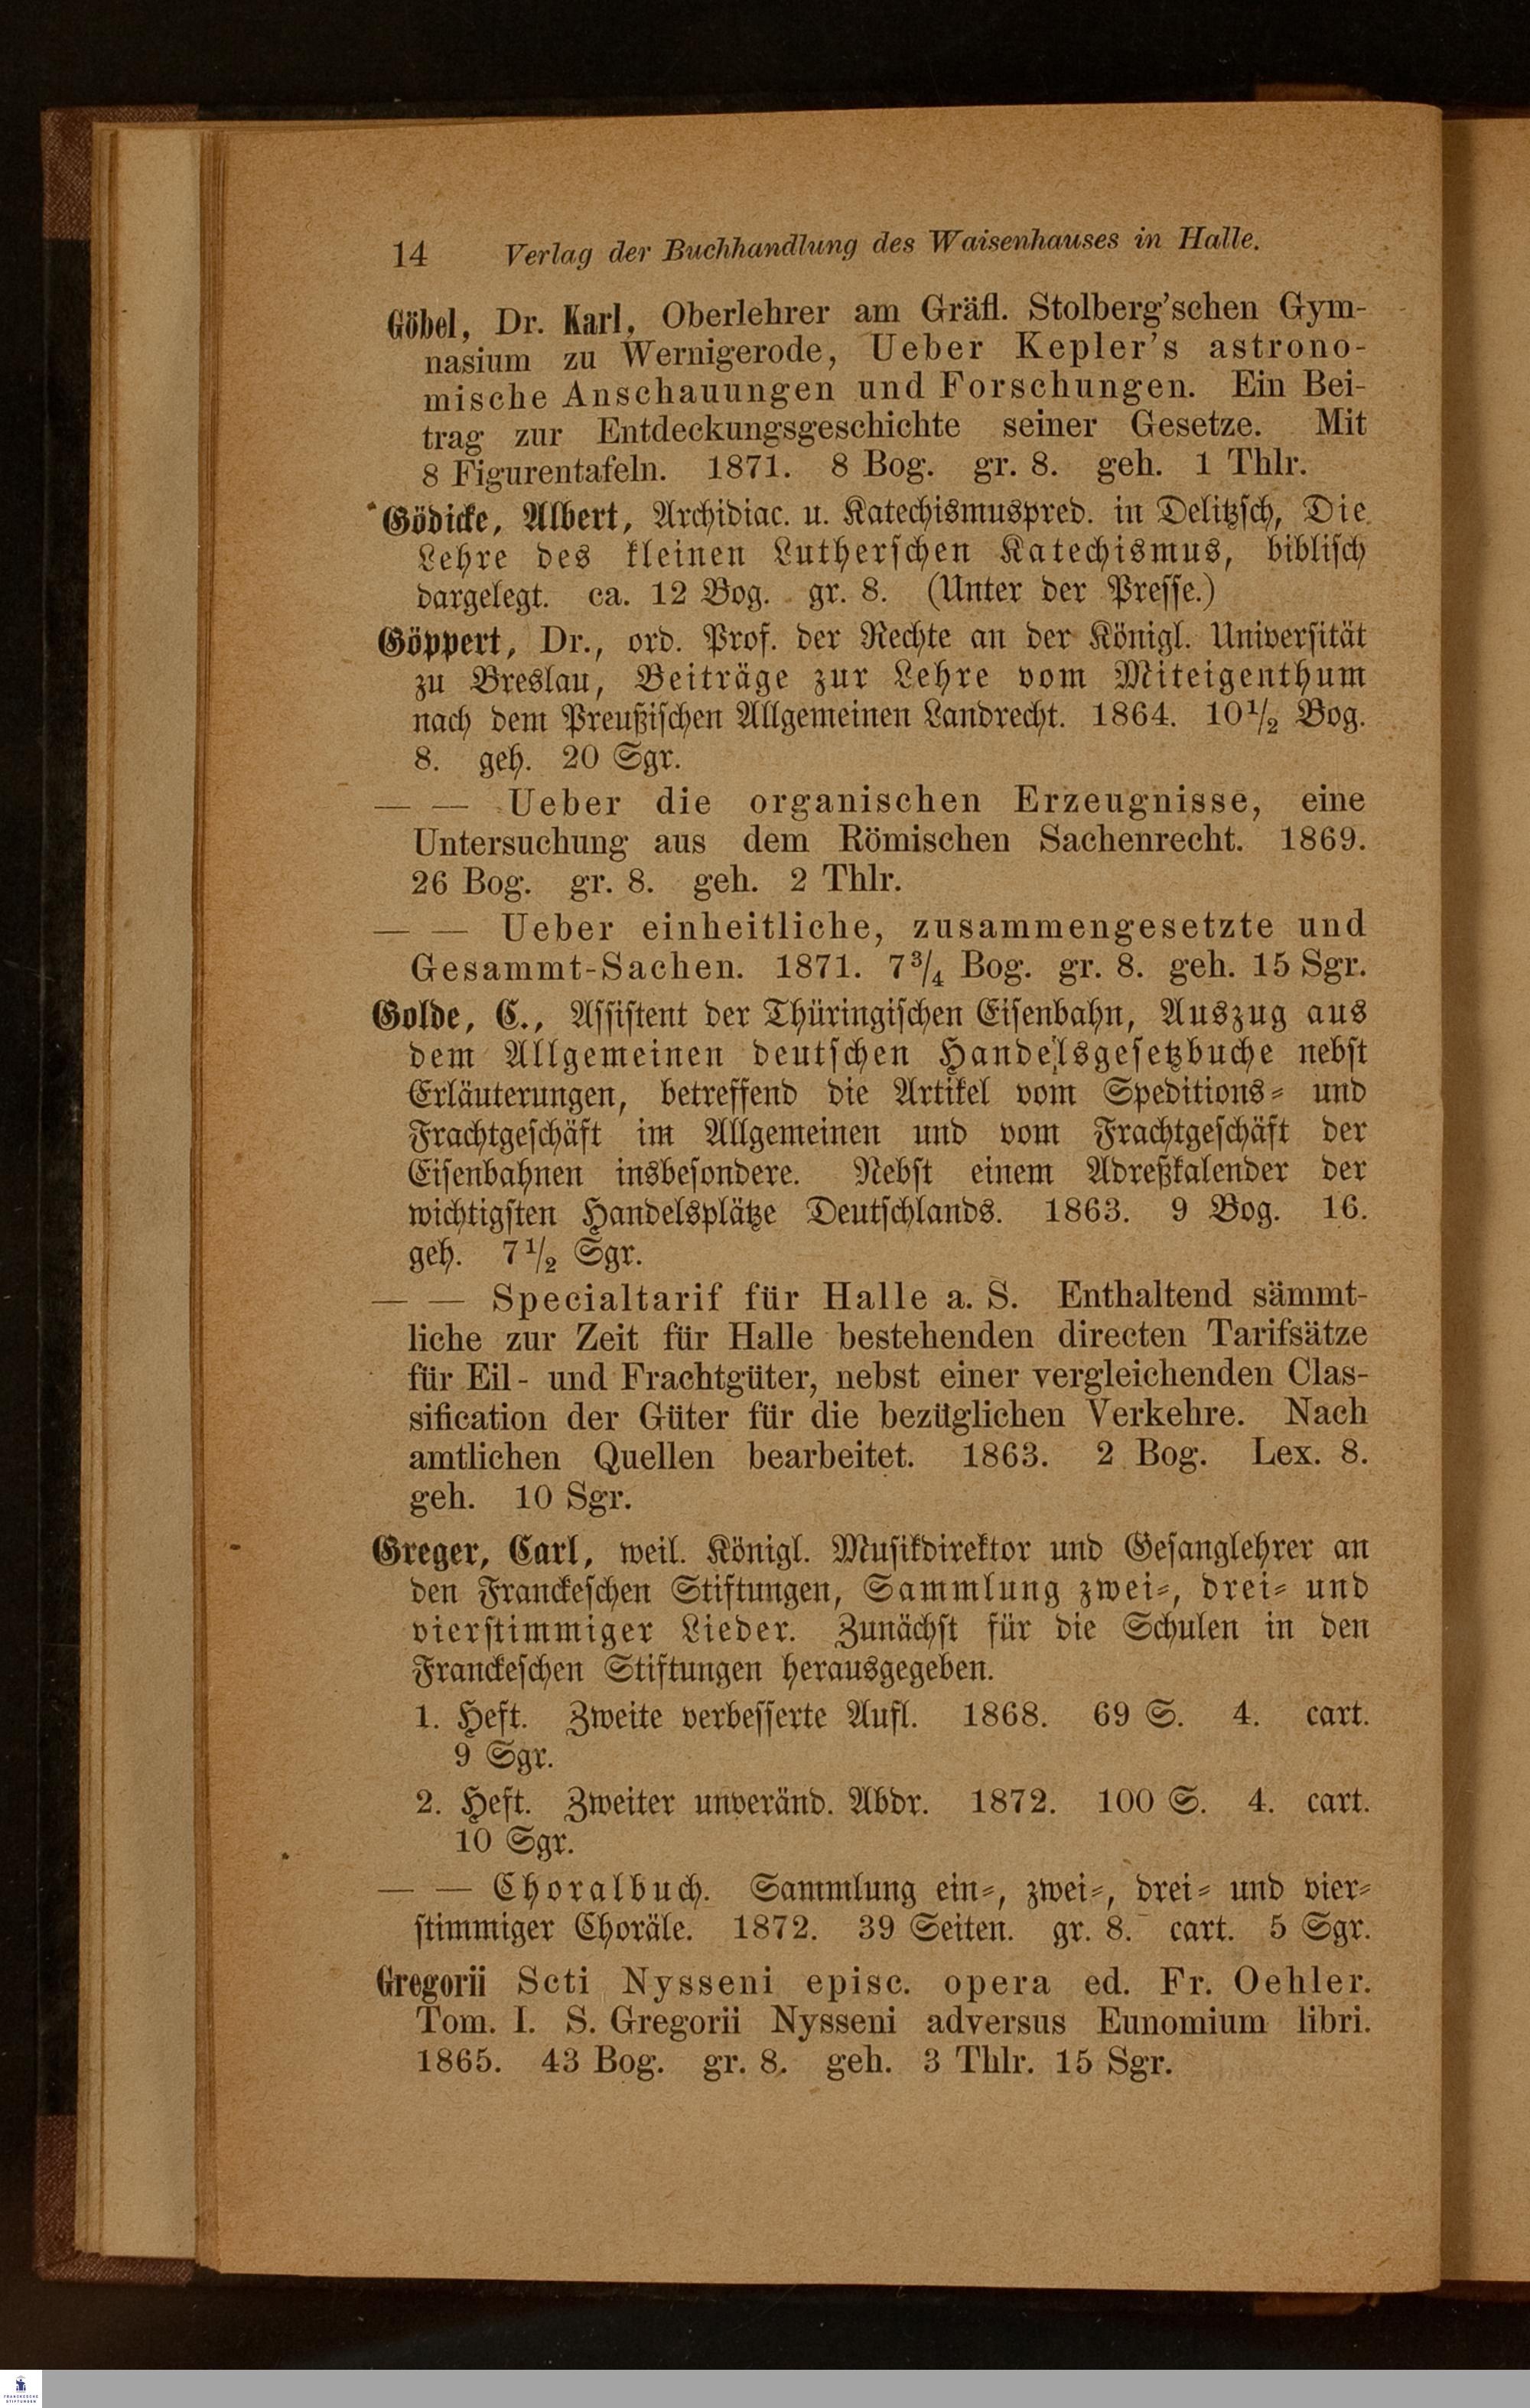 14 Verlag der Buchhandlung des Waisenhauses in Halle.
Göbel, Dr. Karl, Oberlehrer am Gräfl. Stolberg'schen Gym-
nasium zu Wernigerode, Ueber Kepler's astrono-
mische Anschauungen und Forschungen. Ein Bei-
trag zur Entdeckungsgeschichte seiner Gesetze. Mit
8 Figurentafeln. 1871. 8 Bog. gr. 8. geh. 1 Thlr.
Gödicke, Albert, Archidiac. u. Katechismuspred. in Delitzsch, Die
Lehre des kleinen Lutherschen Katechismus, biblisch
dargelegt. ca. 12 Bog. gr. 8. (Unter der Presse.)
Göppert, Dr., ord. Prof. der Rechte an der Königl. Universität
zu Breslau, Beiträge zur Lehre vom Miteigenthum
nach dem Preußischen Allgemeinen Landrecht. 1864. 10½ Bog.
8. geh. 20 Sgr.
— — Ueber die organischen Erzeugnisse, eine
Untersuchung aus dem Römischen Sachenrecht. 1869.
26 Bog. gr. 8. geh. 2 Thlr.
— — Ueber einheitliche, zusammengesetzte und
Gesammt-Sachen. 1871. 7¾ Bog. gr. 8. geh. 15 Sgr.
Golde, C., Assistent der Thüringischen Eisenbahn, Auszug aus
dem Allgemeinen deutschen Handelsgesetzbuche nebst
Erläuterungen, betreffend die Artikel vom Speditions- und
Frachtgeschäft im Allgemeinen und vom Frachtgeschäft der
Eisenbahnen insbesondere. Nebst einem Adreßkalender der
wichtigsten Handelsplätze Deutschlands. 1863. 9 Bog. 16.
geh. 7½ Sgr.
— — Specialtarif für Halle a. S. Enthaltend sämmt-
liche zur Zeit für Halle bestehenden directen Tarifsätze
für Eil- und Frachtgüter, nebst einer vergleichenden Clas-
sification der Güter für die bezüglichen Verkehre. Nach
amtlichen Quellen bearbeitet. 1863. 2 Bog. Lex. 8.
geh. 10 Sgr.
Greger, Carl, weil. Königl. Musikdirektor und Gesanglehrer an
den Franckeschen Stiftungen, Sammlung zwei-, drei- und
vierstimmiger Lieder. Zunächst für die Schulen in den
Franckeschen Stiftungen herausgegeben.
1. Heft. Zweite verbesserte Aufl. 1868. 69 S. 4. cart.
9 Sgr.
2. Heft. Zweiter unveränd. Abdr. 1872. 100 S. 4. cart.
10 Sgr.
— — Choralbuch. Sammlung ein-, zwei-, drei- und vier-
stimmiger Choräle. 1872. 39 Seiten. gr. 8. cart. 5 Sgr.
Gregorii Scti Nysseni episc. opera ed. Fr. Oehler.
Tom. I. S. Gregorii Nysseni adversus Eunomium libri.
1865. 43 Bog. gr. 8. geh. 3 Thlr. 15 Sgr.
FRANCKESCHE
STIFTUNGEN